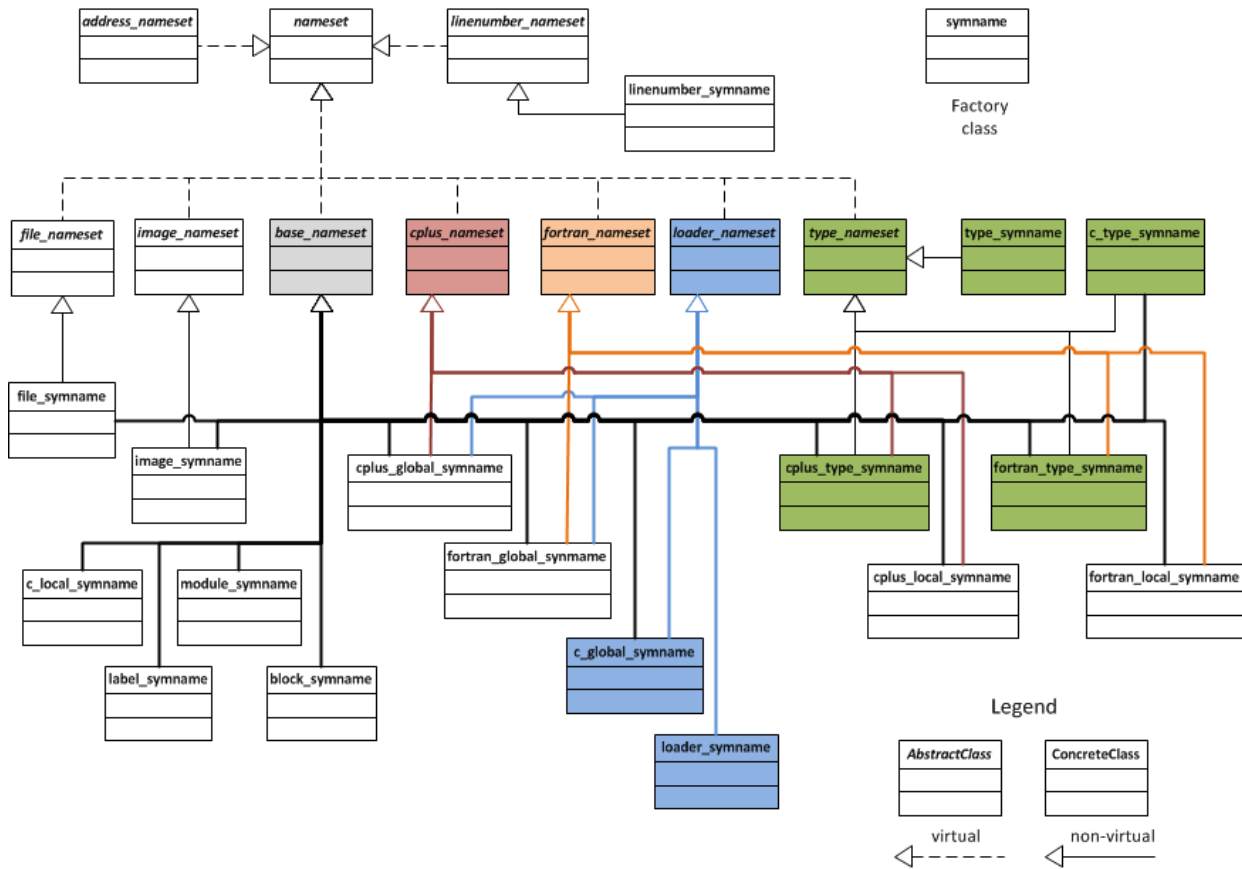 address_nameset
nameset
linenumber_nameset
symname
linenumber_symname
Factory
class
file_nameset
image_nameset
base_nameset
cplus_nameset
fortran_nameset
loader_nameset
type_nameset
type_symname
c_type_symname
file_symname
image_symname
cplus_global_symname
cplus_type_symname
fortran_type_symname
fortran_global_synmame
c_local_symname
module_symname
cplus_local_symname
fortran_local_symname
c_global_symname
label_symname
block_symname
loader_symname
Legend
AbstractClass
ConcreteClass
virtual
non-virtual